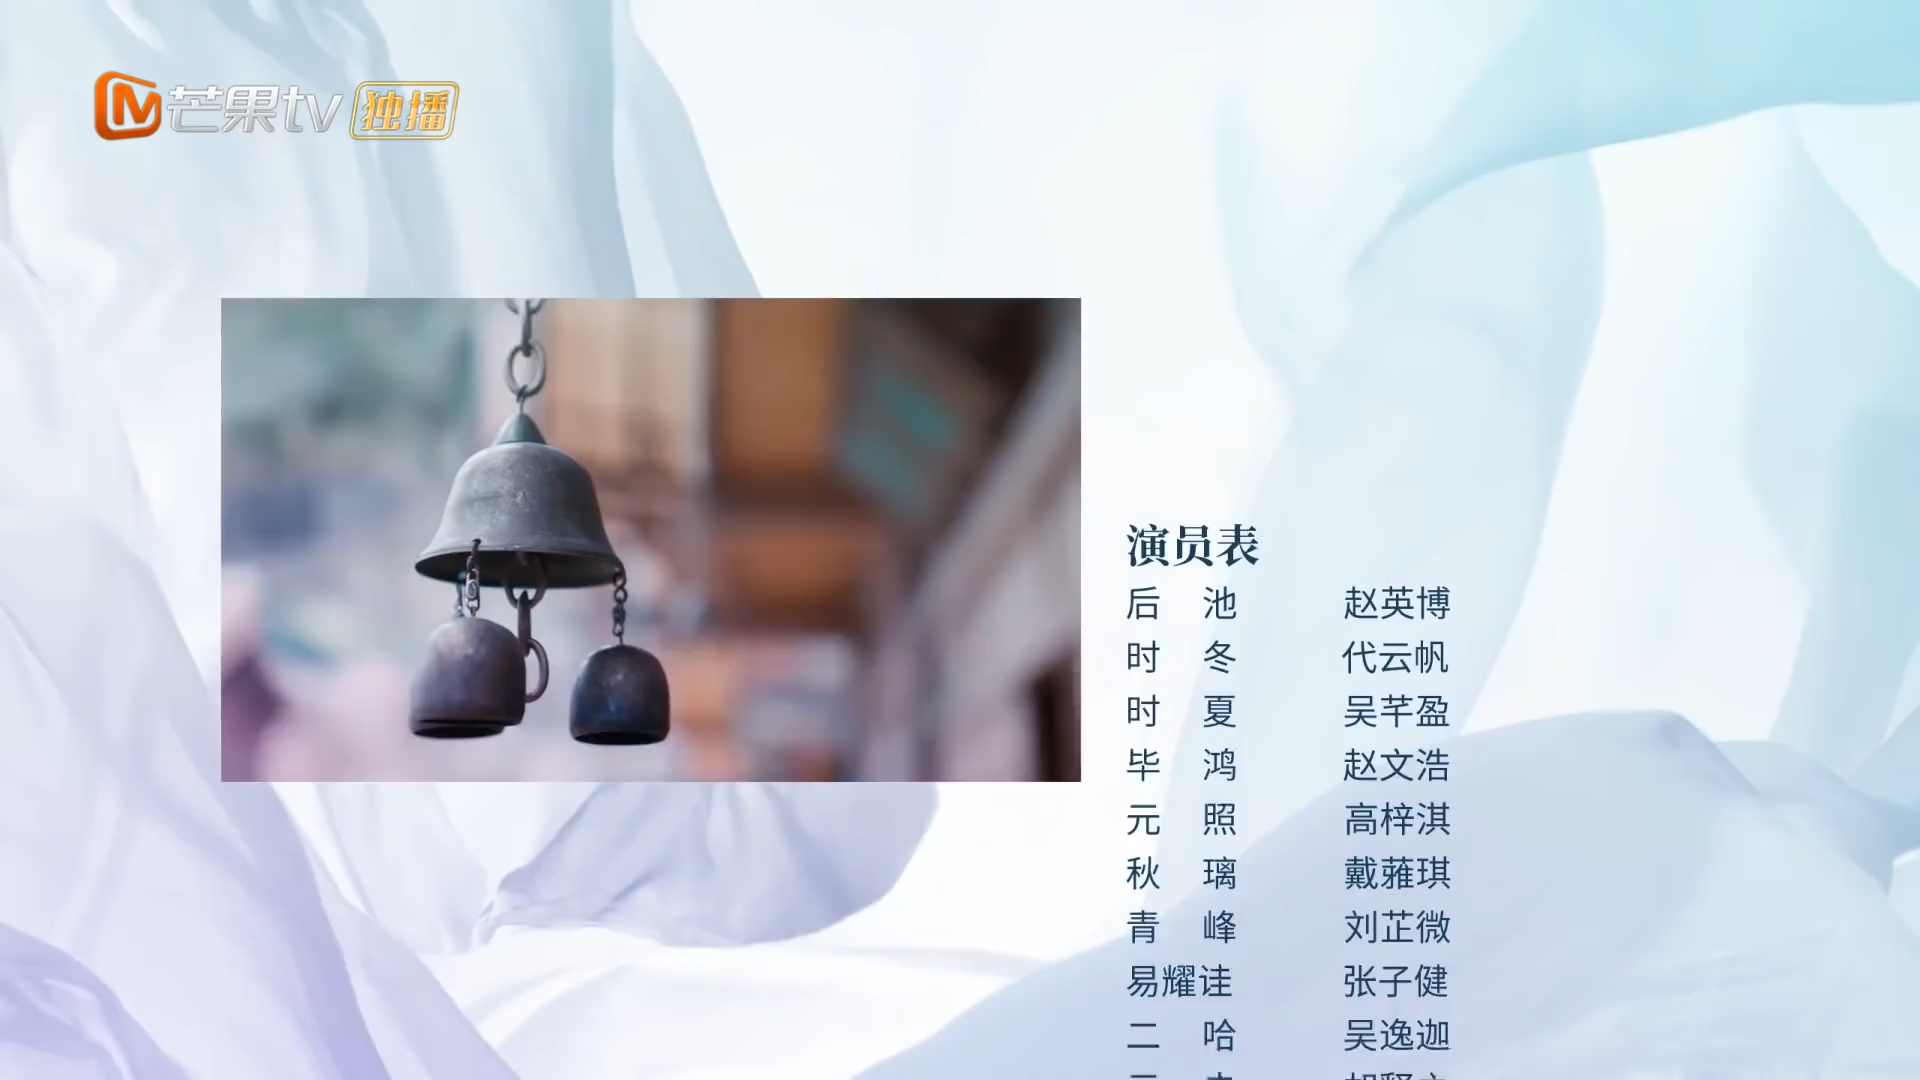 芒果tv 独播
演员表
后 池 赵英博
时 冬 代云帆
时 夏 吴芊盈
毕 鸿 赵文浩
元 照 高梓淇
秋 璃 戴蕥琪
青 峰 刘芷微
易耀诖 张子健
二 哈 吴逸迦